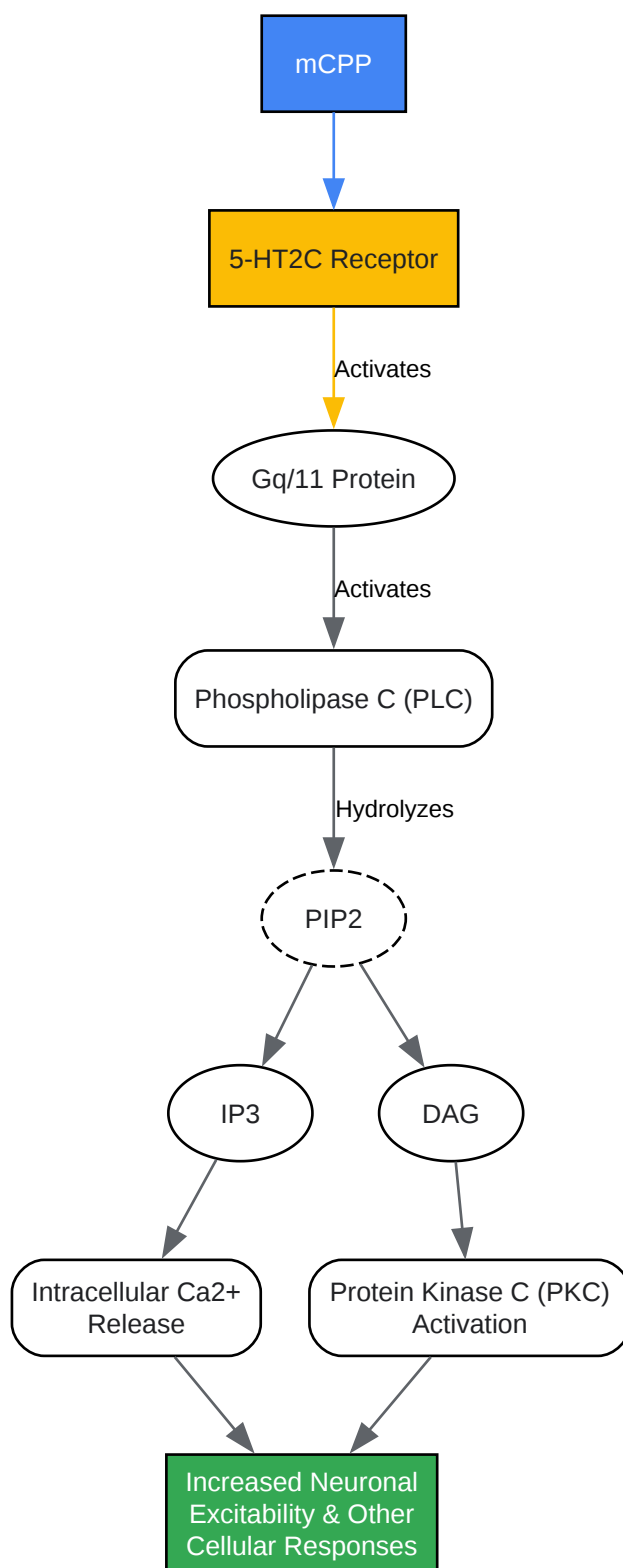 mCPP
5-HT2C Receptor
Activates
Gq/11 Protein
Activates
Phospholipase C (PLC)
Hydrolyzes
PIP2
IP3
DAG
Intracellular Ca2+
Release
Protein Kinase C (PKC)
Activation
Increased Neuronal
Excitability & Other
Cellular Responses